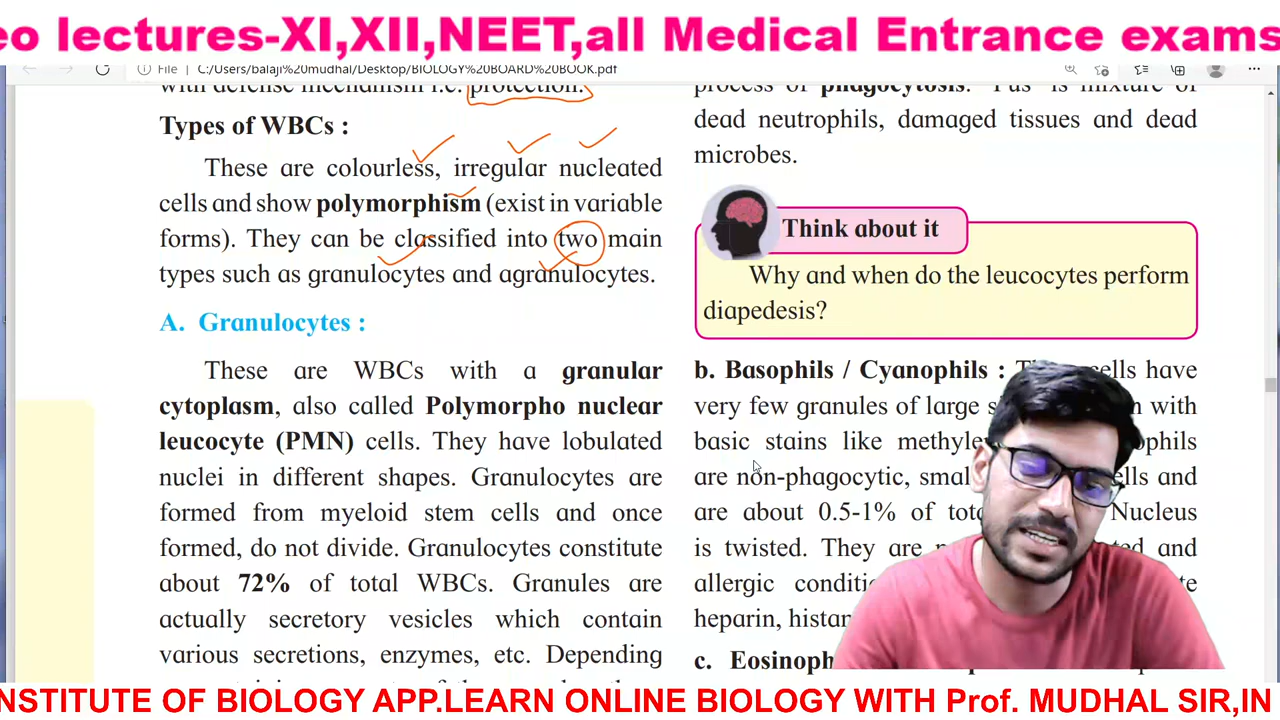 eo lectures-XI,XII,NEET,all Medical Entrance exams
File | C:/Users/balaji%20mudhal/Desktop/BIOLOGY%20BOARD%20BOOK.pdf
with defense mechanism i.e. protection.
Types of WBCs :
These are colourless, irregular nucleated
cells and show polymorphism (exist in variable
forms). They can be classified into two main
types such as granulocytes and agranulocytes.
A. Granulocytes :
These are WBCs with a granular
cytoplasm, also called Polymorpho nuclear
leucocyte (PMN) cells. They have lobulated
nuclei in different shapes. Granulocytes are
formed from myeloid stem cells and once
formed, do not divide. Granulocytes constitute
about 72% of total WBCs. Granules are
actually secretory vesicles which contain
various secretions, enzymes, etc. Depending
process of phagocytosis. 'Pus' is mixture of
dead neutrophils, damaged tissues and dead
microbes.
Think about it
Why and when do the leucocytes perform
diapedesis?
b. Basophils / Cyanophils : cells have
very few granules of large with
basic stains like
are non-phagocytic, and
are about 0.5-1% of Nucleus
is twisted. They are and
allergic
heparin,
c.
NSTITUTE OF BIOLOGY APP.LEARN ONLINE BIOLOGY WITH Prof. MUDHAL SIR,IN